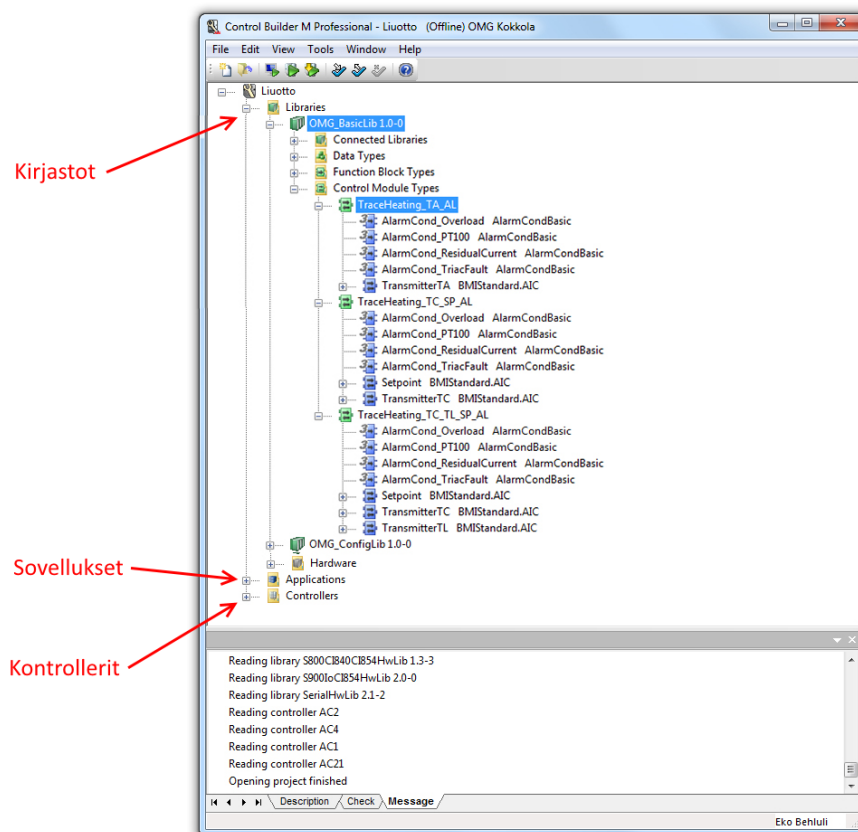 Control Builder M Professional - Liuotto (Offline) OMG Kokkola
File Edit View Tools Window Help
Liuotto
Libraries
OMG_BasicLib 1.0-0
Connected Libraries
Data Types
Kirjastot
Function Block Types
Control Module Types
TraceHeating_TA_AL
AlarmCond_Overload AlarmCondBasic
AlarmCond_PT100 AlarmCondBasic
AlarmCond_ResidualCurrent AlarmCondBasic
AlarmCond_TriacFault AlarmCondBasic
TransmitterTA BMIStandard.AIC
TraceHeating_TC_SP_AL
AlarmCond_Overload AlarmCondBasic
AlarmCond_PT100 AlarmCondBasic
AlarmCond_ResidualCurrent AlarmCondBasic
AlarmCond_TriacFault AlarmCondBasic
Setpoint BMIStandard.AIC
TransmitterTC BMIStandard.AIC
TraceHeating_TC_TL_SP_AL
AlarmCond_Overload AlarmCondBasic
AlarmCond_PT100 AlarmCondBasic
AlarmCond_ResidualCurrent AlarmCondBasic
AlarmCond_TriacFault AlarmCondBasic
Setpoint BMIStandard.AIC
TransmitterTC BMIStandard.AIC
TransmitterTL BMIStandard.AIC
OMG_ConfigLib 1.0-0
Hardware
Sovellukset
Applications
Controllers
Kontrollerit
Reading library S800CI840CI854HwLib 1.3-3
Reading library S900IoCI854HwLib 2.0-0
Reading library SerialHwLib 2.1-2
Reading controller AC2
Reading controller AC4
Reading controller AC1
Reading controller AC21
Opening project finished
Description Check Message
Eko Behluli